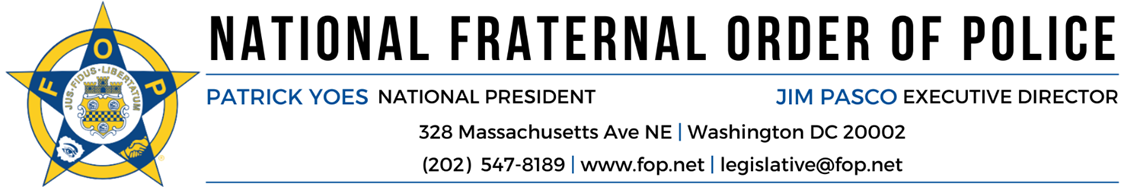 F O P
JUS·FIDUS·LIBERTATUM
NATIONAL FRATERNAL ORDER OF POLICE
PATRICK YOES NATIONAL PRESIDENT JIM PASCO EXECUTIVE DIRECTOR
328 Massachusetts Ave NE | Washington DC 20002
(202) 547-8189 | www.fop.net | legislative@fop.net